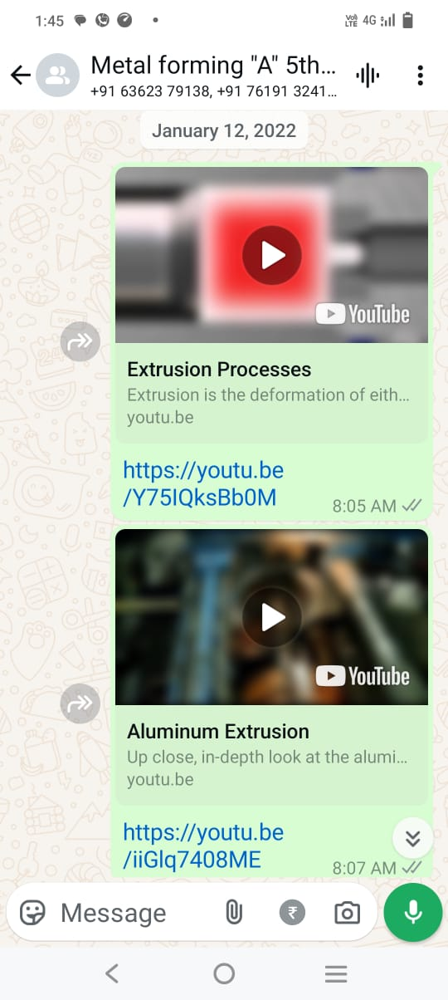 1:45
Vo)) LTE 4G
Metal forming "A" 5th...
+91 63623 79138, +91 76191 3241...
January 12, 2022
YouTube
Extrusion Processes
Extrusion is the deformation of eith...
youtu.be
https://youtu.be
/Y75IQksBb0M
8:05 AM
YouTube
Aluminum Extrusion
Up close, in-depth look at the alumi...
youtu.be
https://youtu.be
/iiGlq7408ME
8:07 AM
Message
₹